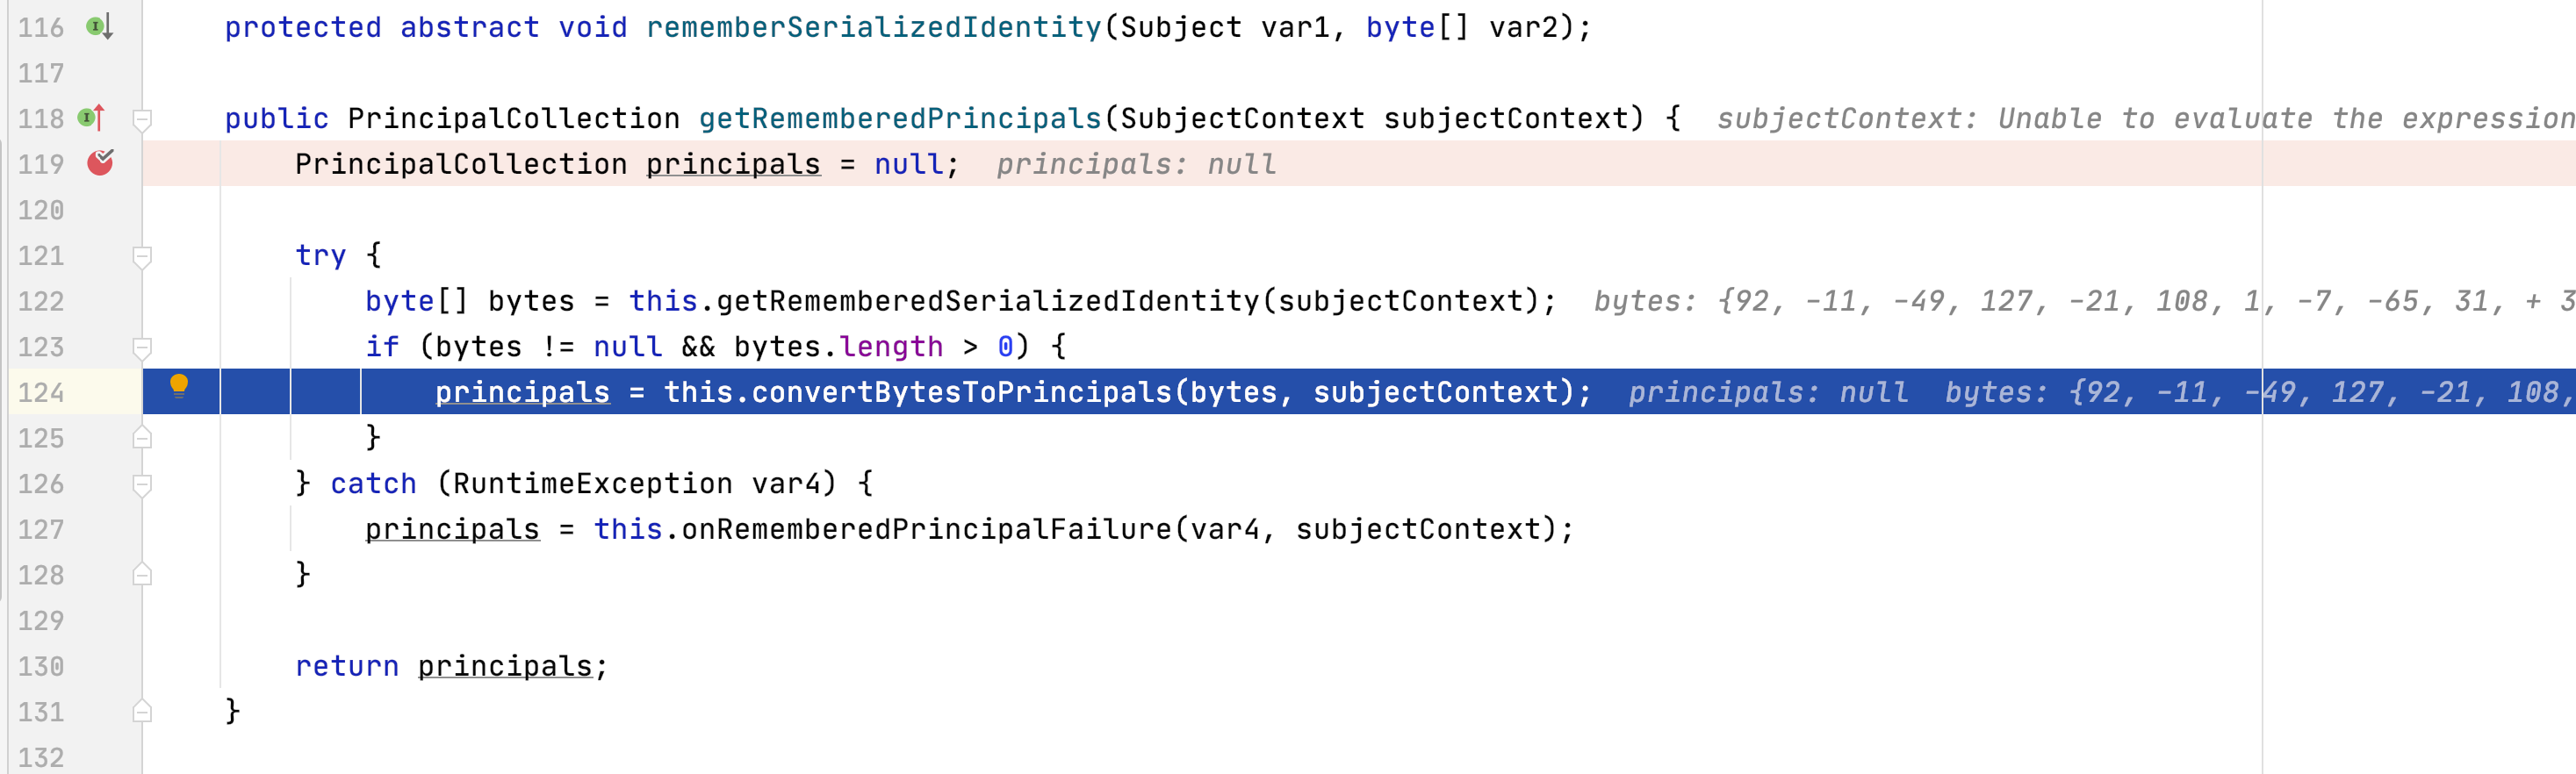 116 protected abstract void rememberSerializedIdentity(Subject var1, byte[] var2);
117
118 public PrincipalCollection getRememberedPrincipals(SubjectContext subjectContext) { subjectContext: Unable to evaluate the expression
119 PrincipalCollection principals = null; principals: null
120
121 try {
122 byte[] bytes = this.getRememberedSerializedIdentity(subjectContext); bytes: {92, -11, -49, 127, -21, 108, 1, -7, -65, 31, + 3
123 if (bytes != null && bytes.length > 0) {
124 principals = this.convertBytesToPrincipals(bytes, subjectContext); principals: null bytes: {92, -11, -49, 127, -21, 108,
125 }
126 } catch (RuntimeException var4) {
127 principals = this.onRememberedPrincipalFailure(var4, subjectContext);
128 }
129
130 return principals;
131 }
132